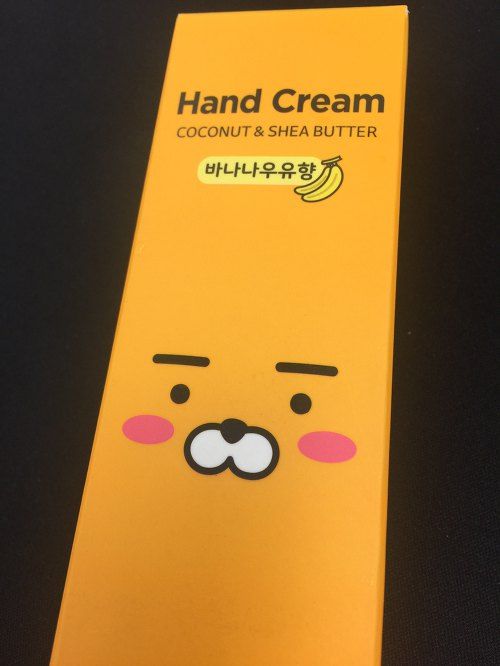 Hand Cream
COCONUT & SHEA BUTTER
바나나우유향